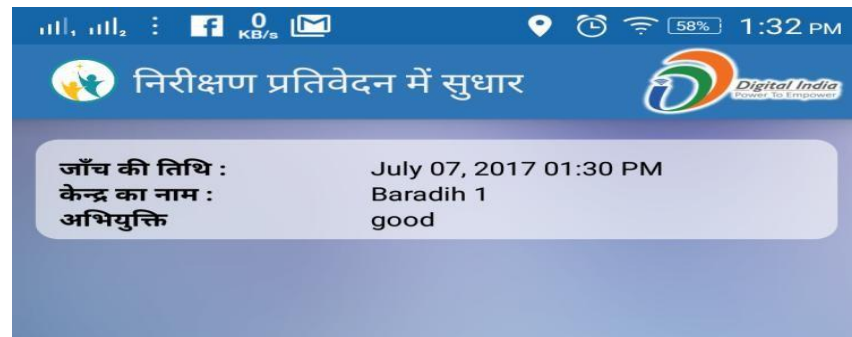 0 KB/s 58% 1:32 PM
निरीक्षण प्रतिवेदन में सुधार Digital India
Power To Empower
जाँच की तिथि : July 07, 2017 01:30 PM
केन्द्र का नाम : Baradih 1
अभियुक्ति good